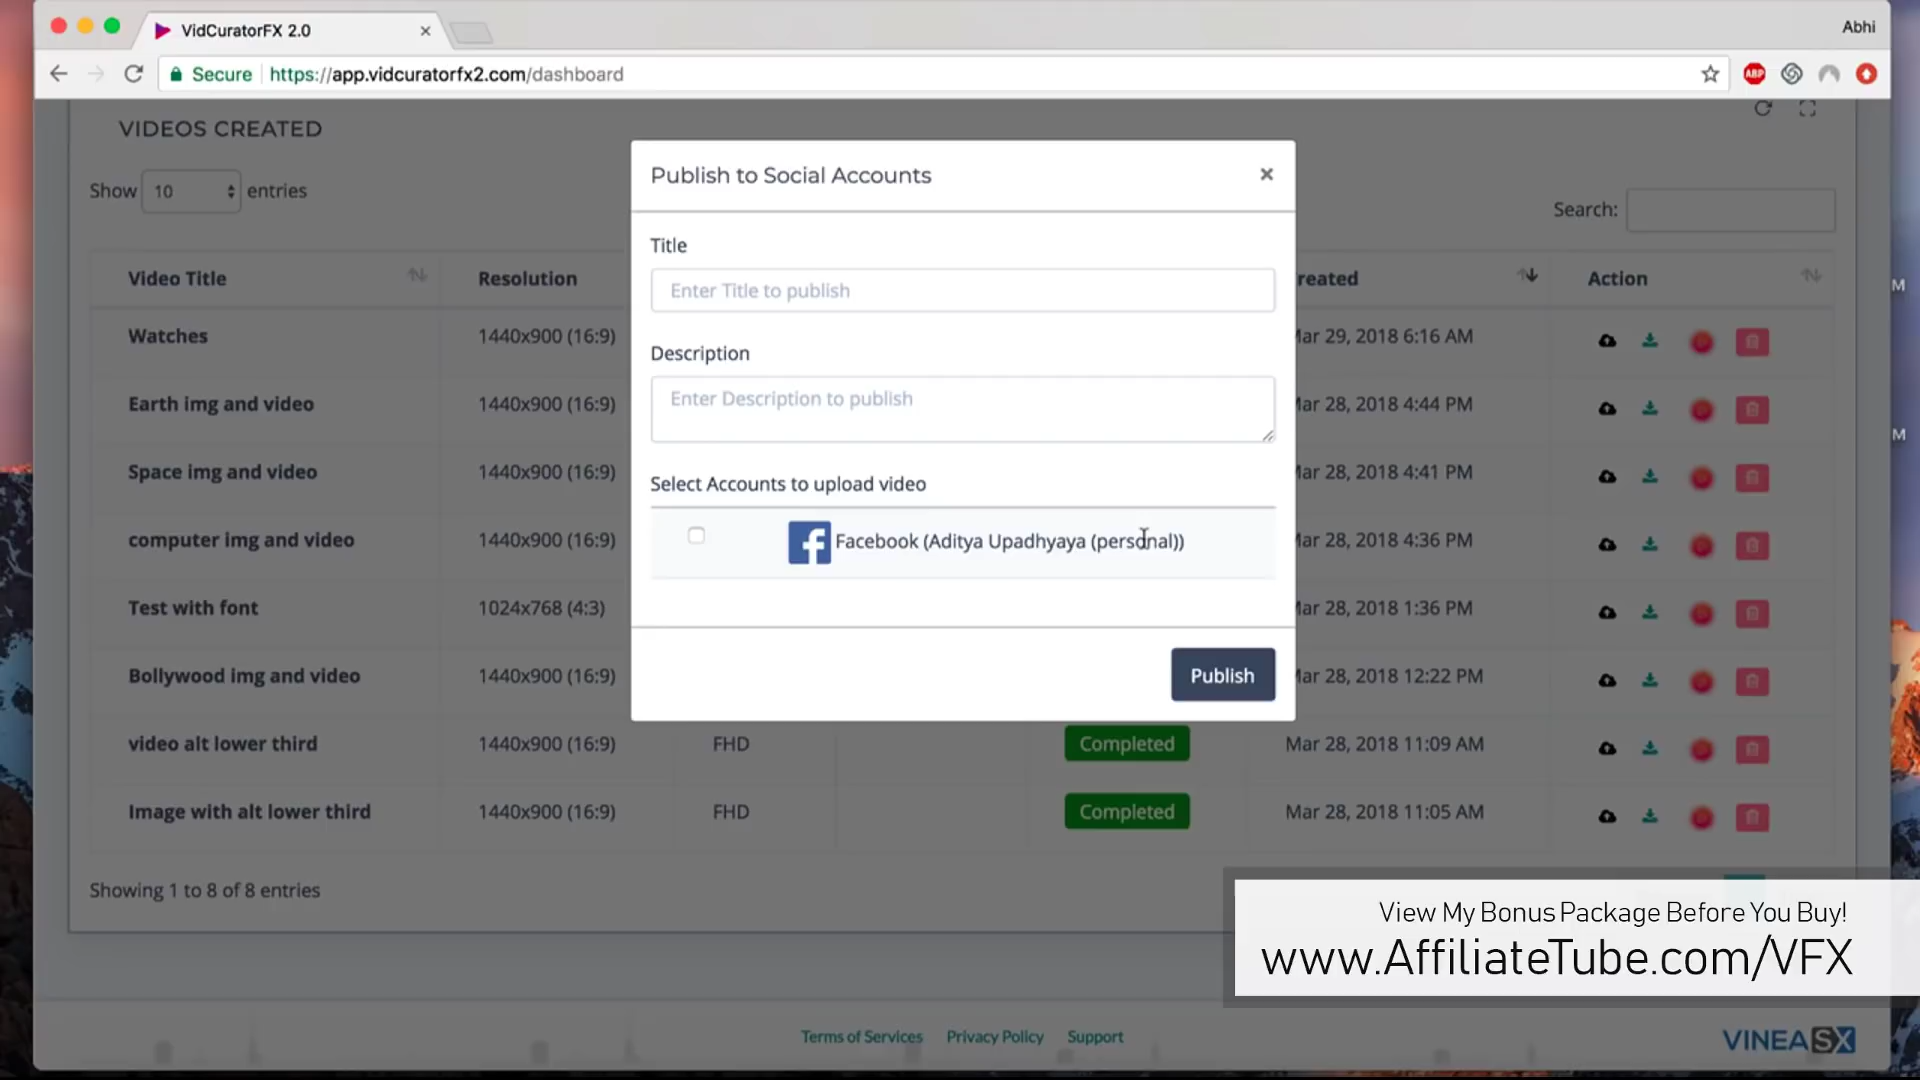 VidCuratorFX 2.0
Abhi
Secure https://app.vidcuratorfx2.com/dashboard
ABP
VIDEOS CREATED
Show 10 entries
Search:
Publish to Social Accounts
Title
Enter Title to publish
Description
Enter Description to publish
Select Accounts to upload video
Facebook (Aditya Upadhyaya (personal))
Publish
Video Title Resolution reated Action
Watches 1440x900 (16:9) Mar 29, 2018 6:16 AM
Earth img and video 1440x900 (16:9) Mar 28, 2018 4:44 PM
Space img and video 1440x900 (16:9) Mar 28, 2018 4:41 PM
computer img and video 1440x900 (16:9) Mar 28, 2018 4:36 PM
Test with font 1024x768 (4:3) Mar 28, 2018 1:36 PM
Bollywood img and video 1440x900 (16:9) Mar 28, 2018 12:22 PM
video alt lower third 1440x900 (16:9) FHD Completed Mar 28, 2018 11:09 AM
Image with alt lower third 1440x900 (16:9) FHD Completed Mar 28, 2018 11:05 AM
Showing 1 to 8 of 8 entries
View My Bonus Package Before You Buy!
www.AffiliateTube.com/VFX
Terms of Services Privacy Policy Support
VINEASX
M
M